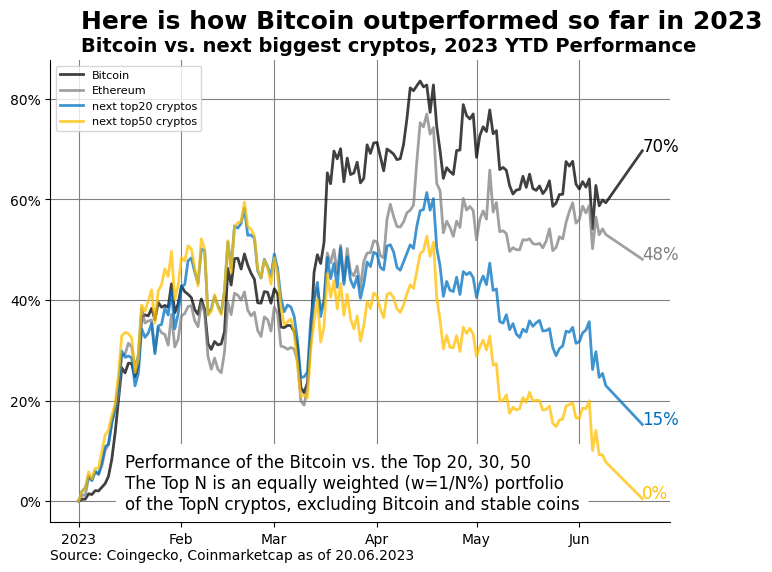 Here is how Bitcoin outperformed so far in 2023
Bitcoin vs. next biggest cryptos, 2023 YTD Performance
Bitcoin
Ethereum
next top20 cryptos
next top50 cryptos
80%
60%
40%
20%
0%
70%
48%
15%
0%
Performance of the Bitcoin vs. the Top 20, 30, 50
The Top N is an equally weighted (w=1/N%) portfolio
of the TopN cryptos, excluding Bitcoin and stable coins
2023 Feb Mar Apr May Jun
Source: Coingecko, Coinmarketcap as of 20.06.2023